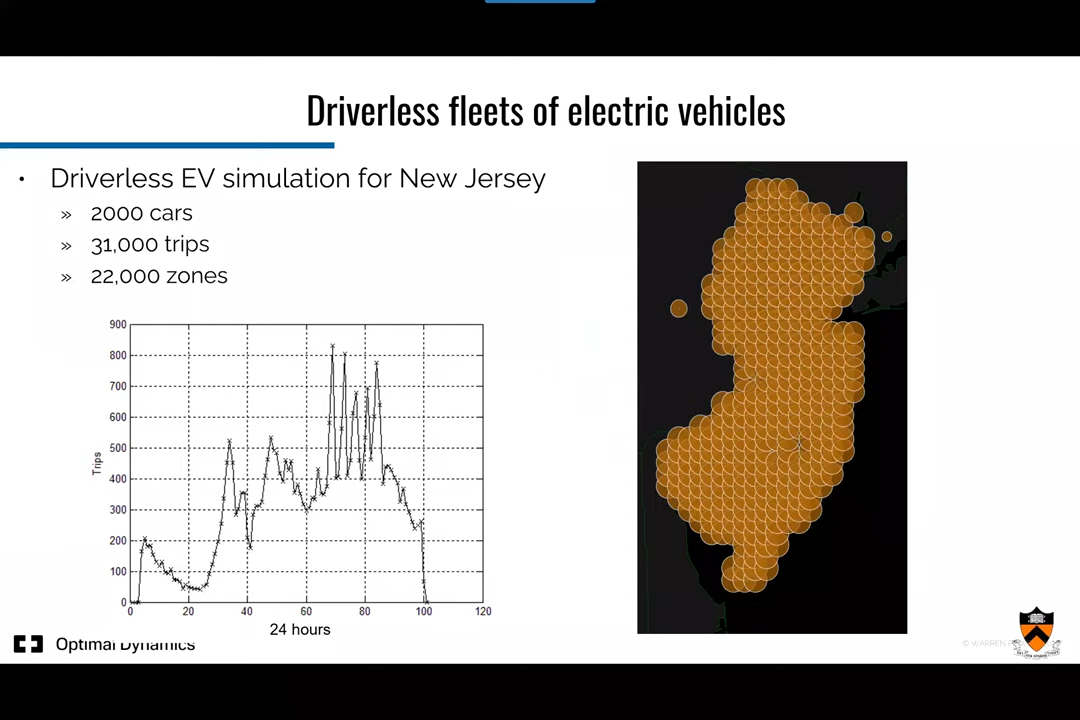 Driverless fleets of electric vehicles
• Driverless EV simulation for New Jersey
» 2000 cars
» 31,000 trips
» 22,000 zones
900
800
700
600
500
400
300
200
100
0
Trips
0 20 40 60 80 100 120
24 hours
Optimal Dynamics
© WARREN